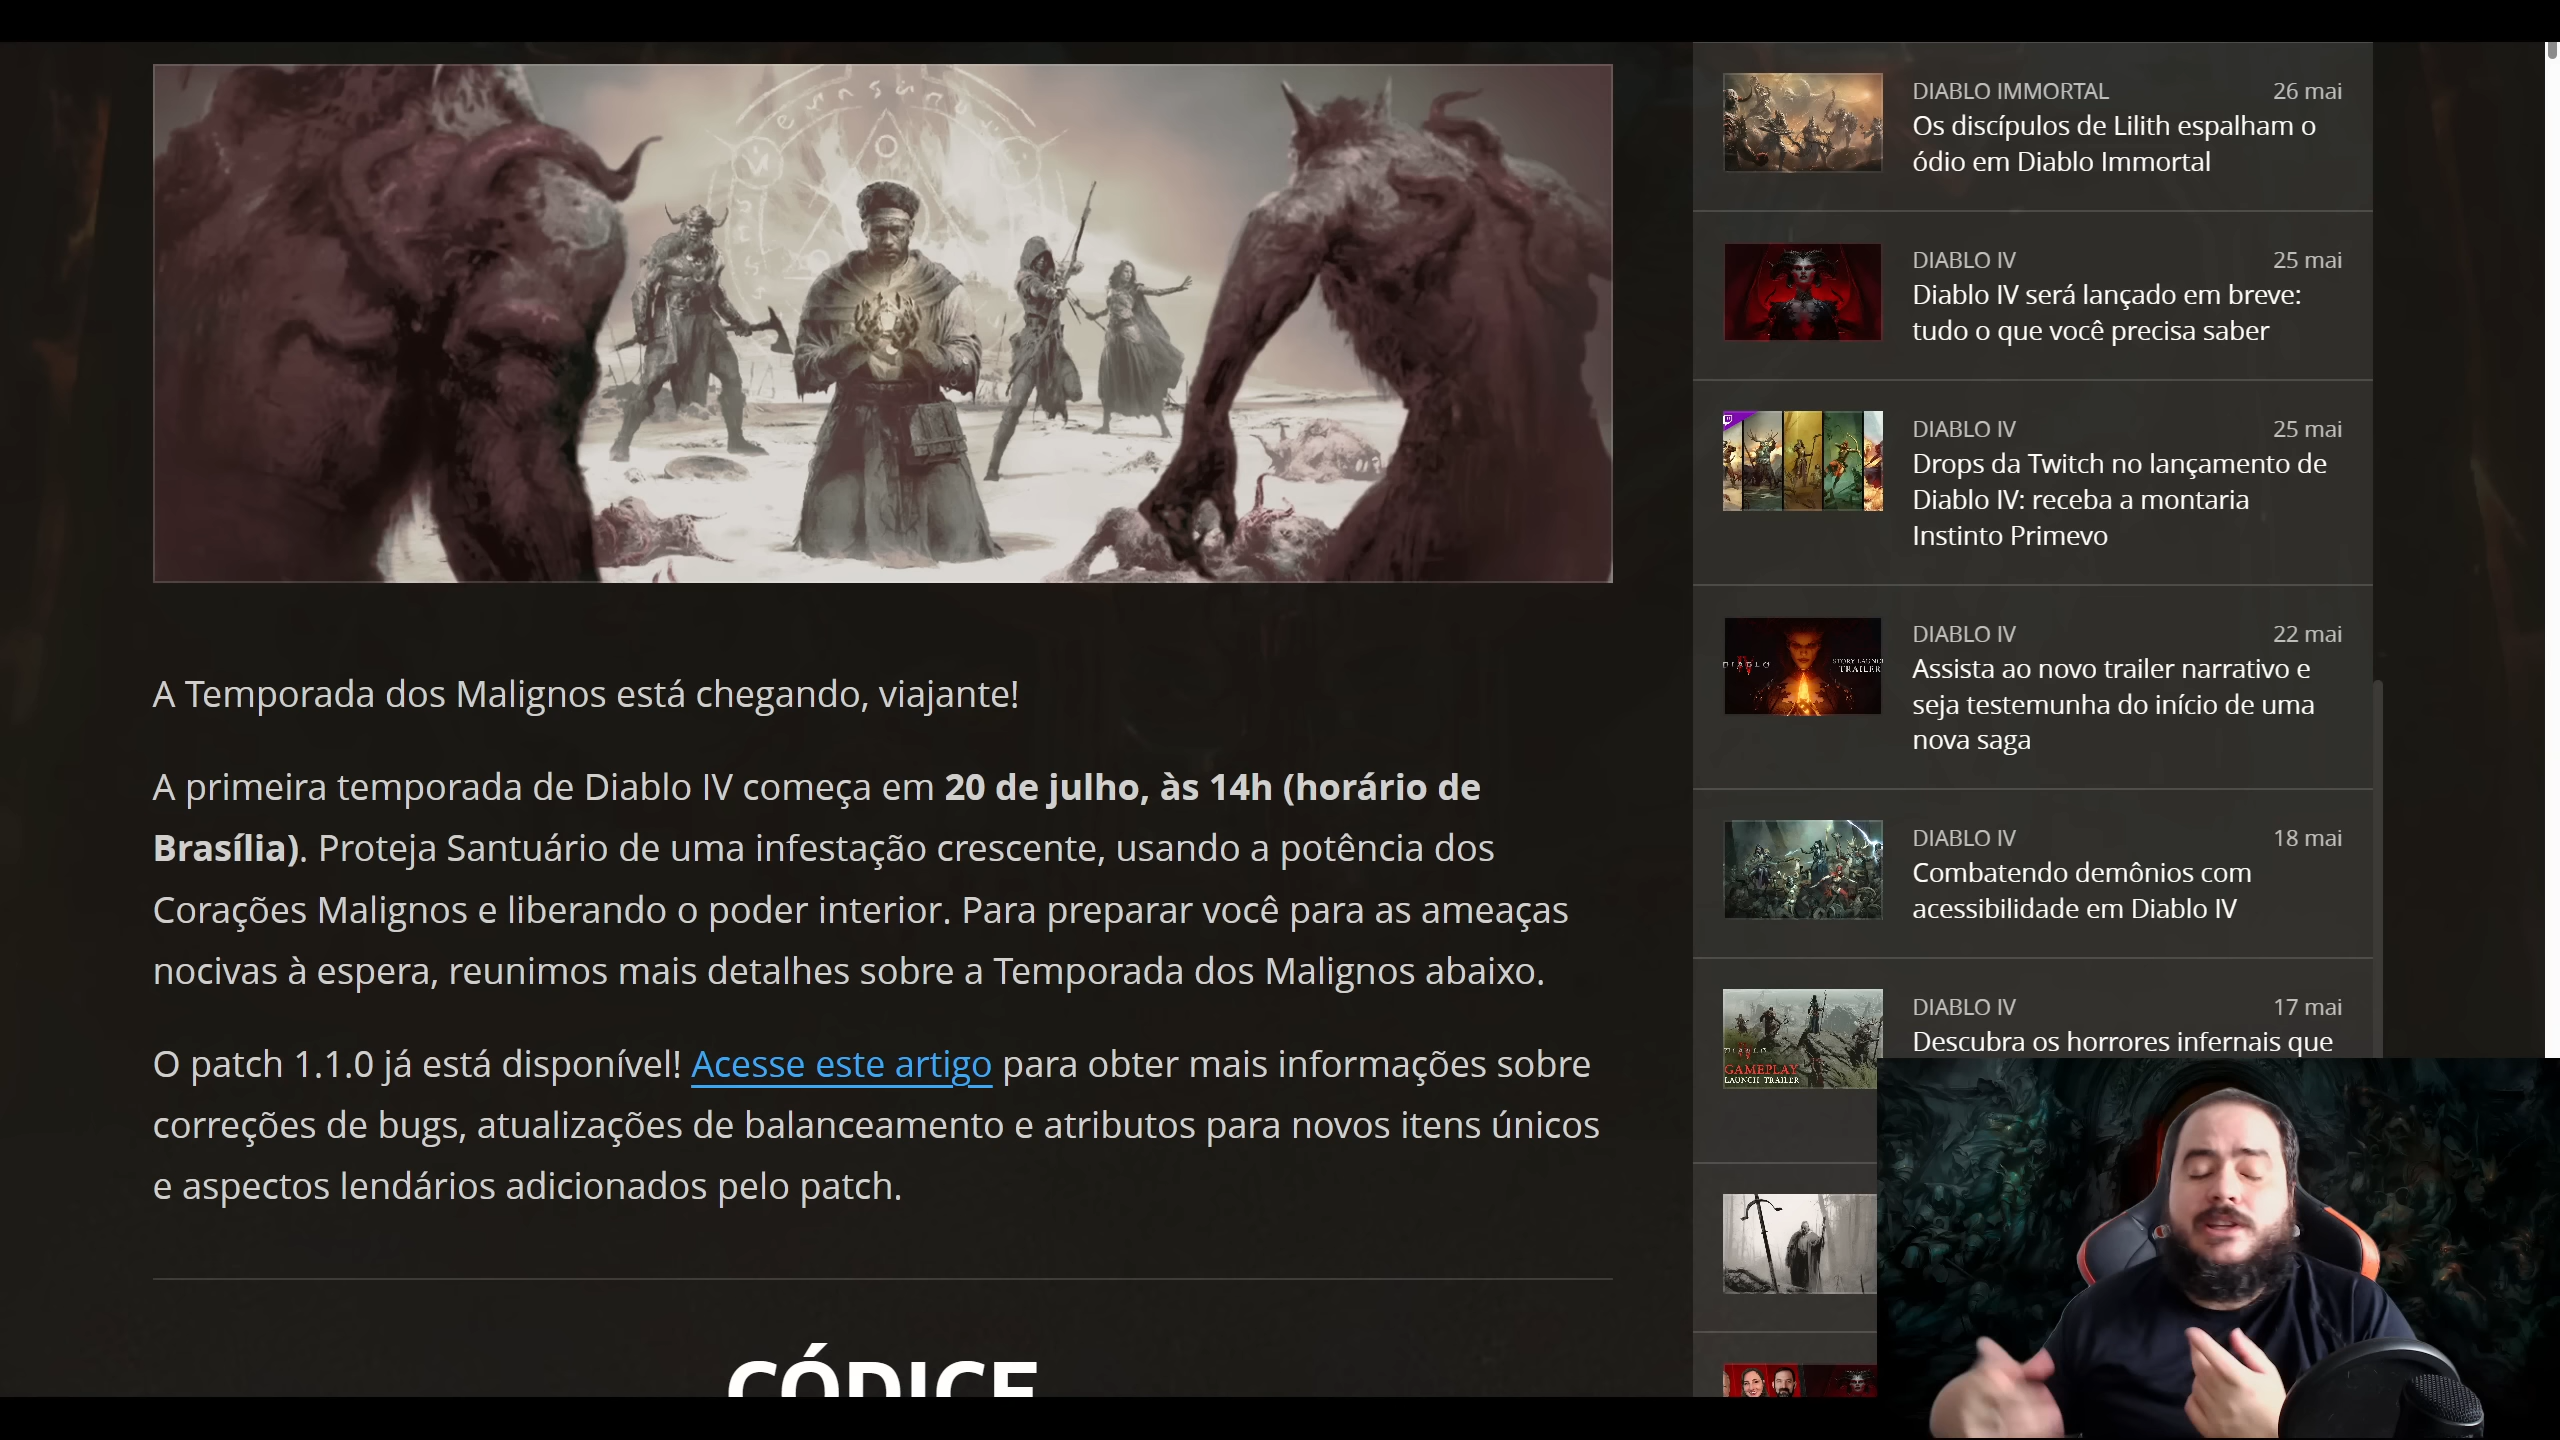 A Temporada dos Malignos está chegando, viajante!
A primeira temporada de Diablo IV começa em 20 de julho, às 14h (horário de
Brasília). Proteja Santuário de uma infestação crescente, usando a potência dos
Corações Malignos e liberando o poder interior. Para preparar você para as ameaças
nocivas à espera, reunimos mais detalhes sobre a Temporada dos Malignos abaixo.
O patch 1.1.0 já está disponível! Acesse este artigo para obter mais informações sobre
correções de bugs, atualizações de balanceamento e atributos para novos itens únicos
e aspectos lendários adicionados pelo patch.
CÓDICE
DIABLO IMMORTAL 26 mai
Os discípulos de Lilith espalham o
ódio em Diablo Immortal
DIABLO IV 25 mai
Diablo IV será lançado em breve:
tudo o que você precisa saber
DIABLO IV 25 mai
Drops da Twitch no lançamento de
Diablo IV: receba a montaria
Instinto Primevo
DIABLO IV
STORY LAUNCH
TRAILER
DIABLO IV 22 mai
Assista ao novo trailer narrativo e
seja testemunha do início de uma
nova saga
DIABLO IV 18 mai
Combatendo demônios com
acessibilidade em Diablo IV
GAMEPLAY
LAUNCH TRAILER
DIABLO IV 17 mai
Descubra os horrores infernais que